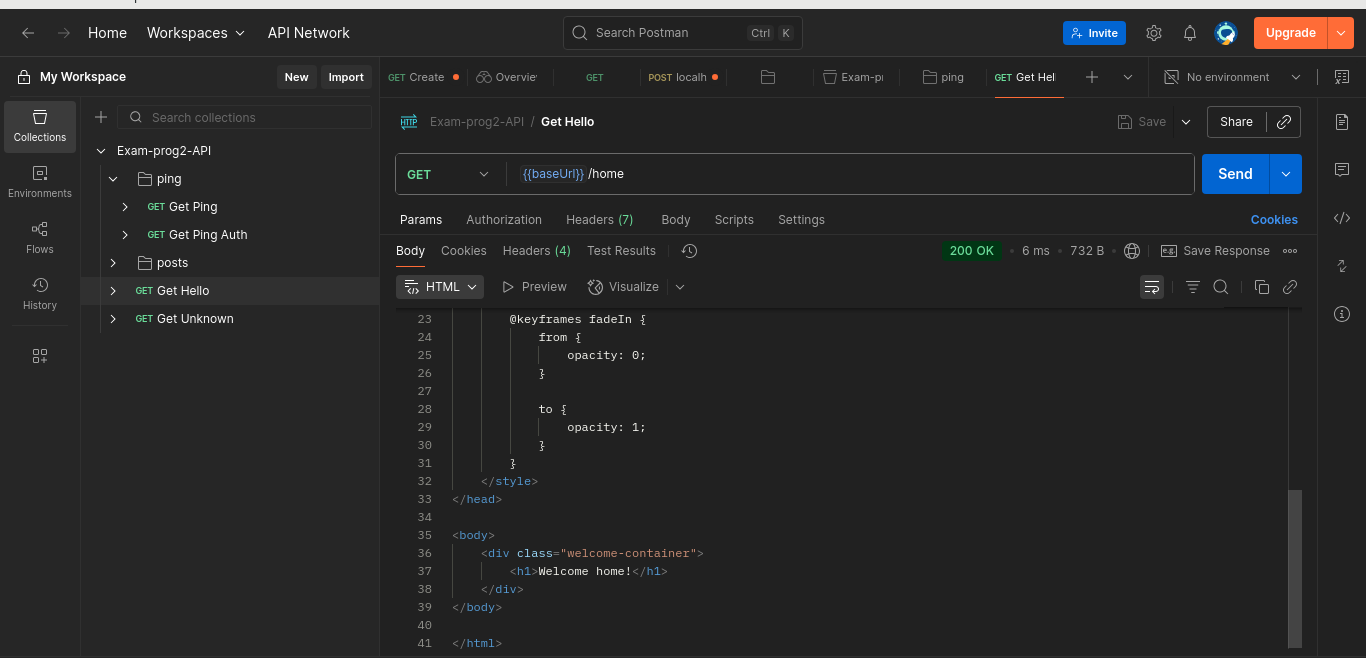 Home Workspaces API Network Search Postman Ctrl K Invite Upgrade
My Workspace New Import GET Create Overvie GET POST localh Exam-pr ping GET Get Hel No environment
Collections
Environments
Flows
History
Search collections
Exam-prog2-API
ping
GET Get Ping
GET Get Ping Auth
posts
GET Get Hello
GET Get Unknown
HTTP Exam-prog2-API / Get Hello Save Share
GET {{baseUrl}} /home Send
Params Authorization Headers (7) Body Scripts Settings Cookies
Body Cookies Headers (4) Test Results 200 OK • 6 ms • 732 B e.g. Save Response
HTML Preview Visualize
23 @keyframes fadeIn {
24 from {
25 opacity: 0;
26 }
27
28 to {
29 opacity: 1;
30 }
31 }
32 </style>
33 </head>
34
35 <body>
36 <div class="welcome-container">
37 <h1>Welcome home!</h1>
38 </div>
39 </body>
40
41 </html>